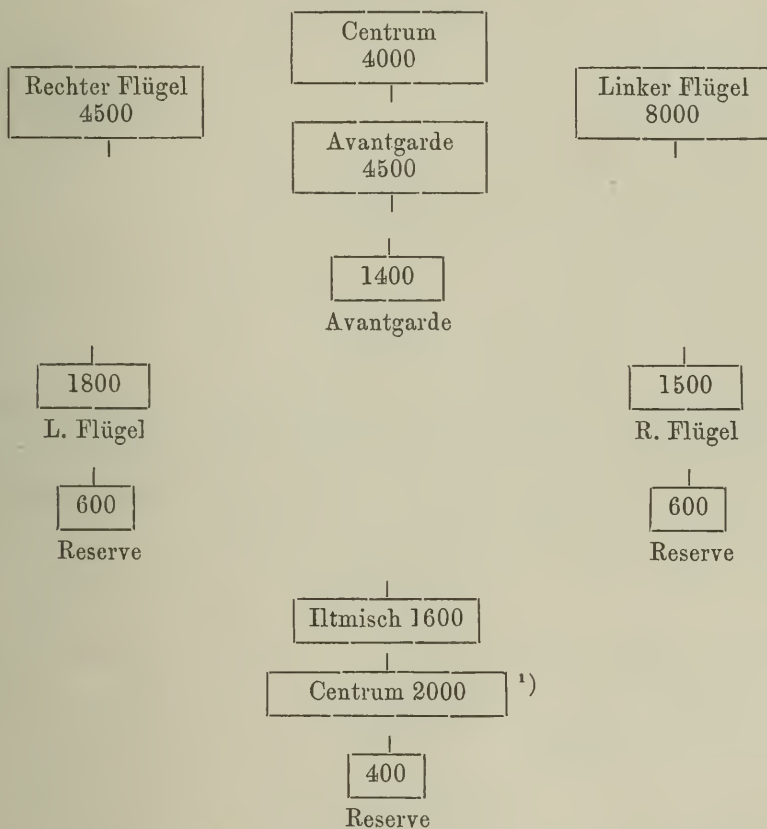 Centrum
4000
Rechter Flügel
4500
Linker Flügel
8000
Avantgarde
4500
1400
Avantgarde
1800
L. Flügel
1500
R. Flügel
600
Reserve
600
Reserve
Iltmisch 1600
Centrum 2000 ¹)
400
Reserve